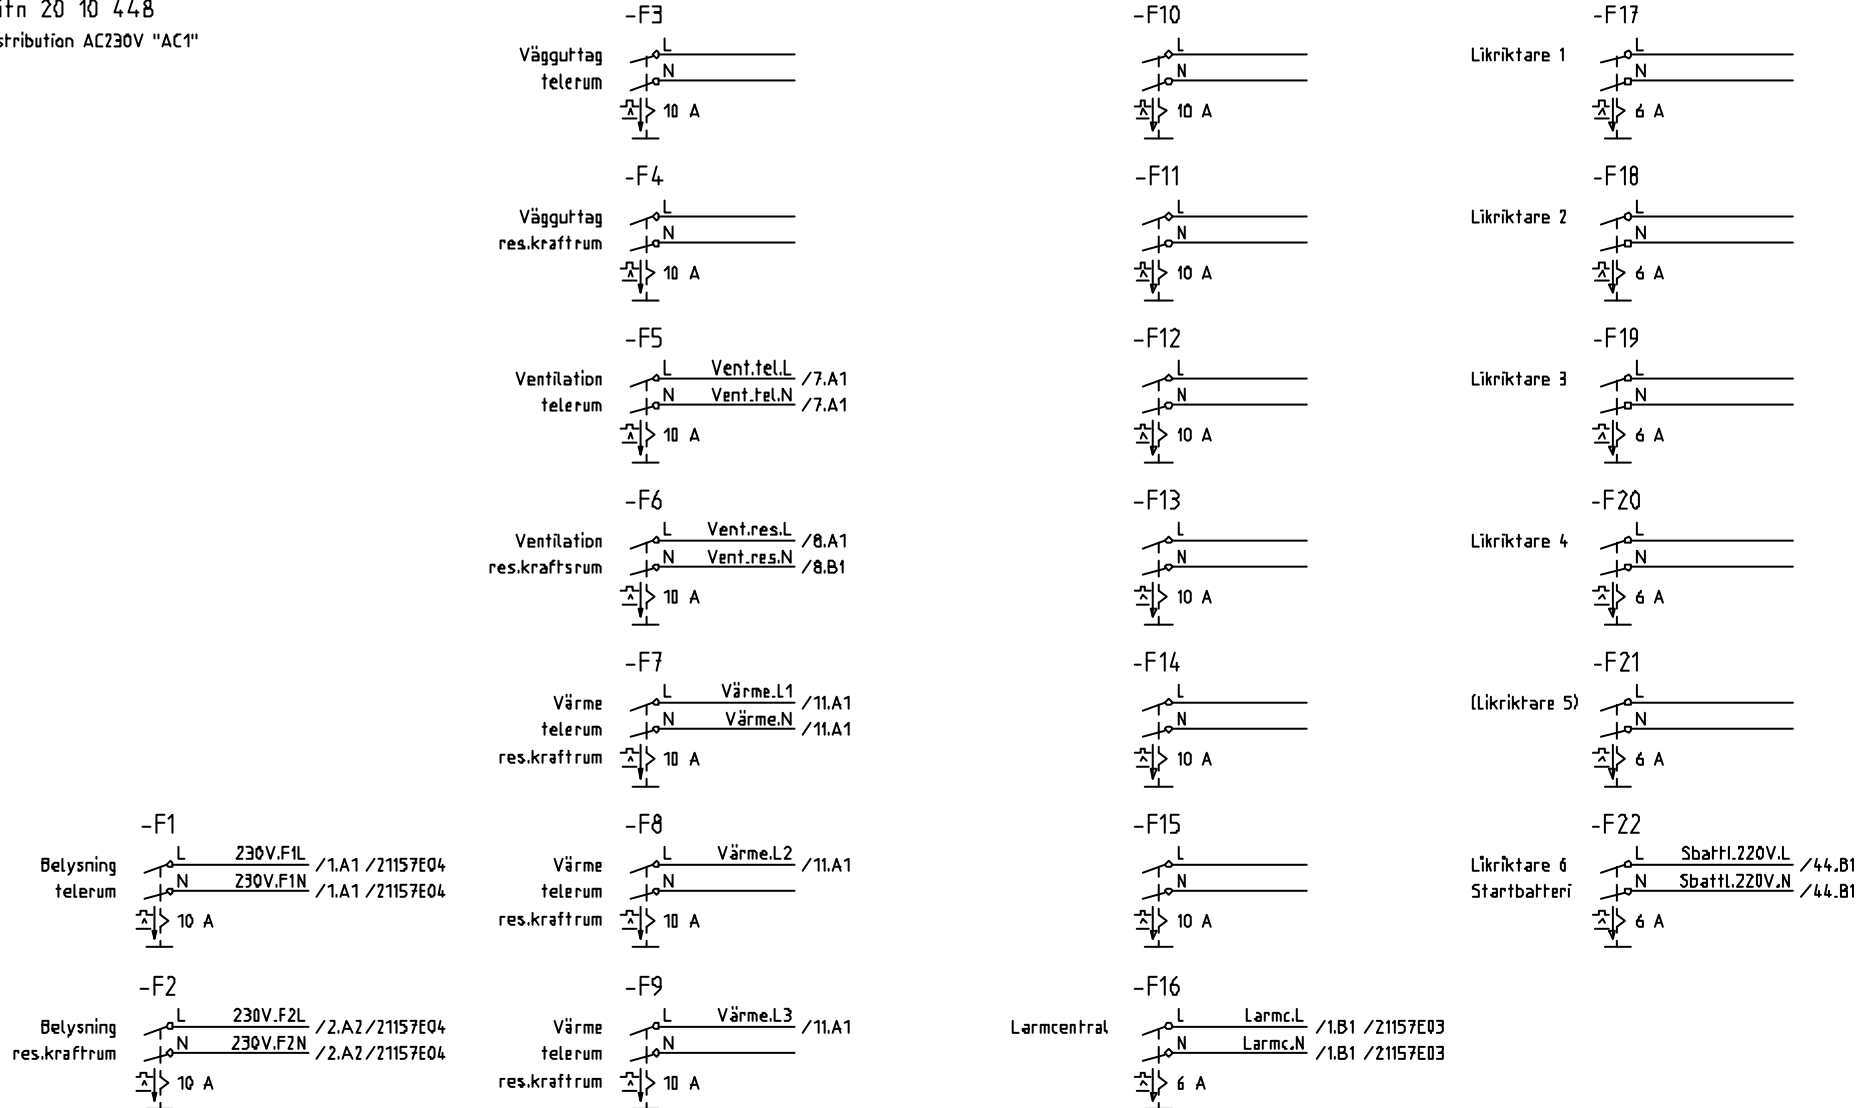 20 10 448
AC230V "AC1"
-F3
Vägguttag
L
telerum
N
10 A
-F4
Vägguttag
L
res.kraftrum
N
10 A
-F5
Ventilation
L Vent.tel.L /7.A1
telerum
N Vent.tel.N /7.A1
10 A
-F6
Ventilation
L Vent.res.L /8.A1
res.kraftsrum
N Vent.res.N /8.B1
10 A
-F7
Värme
L Värme.L1 /11.A1
telerum
N Värme.N /11.A1
res.kraftrum
10 A
-F1
Belysning
L 230V.F1L /1.A1 /21157E04
telerum
N 230V.F1N /1.A1 /21157E04
10 A
-F8
Värme
L Värme.L2 /11.A1
telerum
N
res.kraftrum
10 A
-F2
Belysning
L 230V.F2L /2.A2/21157E04
res.kraftrum
N 230V.F2N /2.A2/21157E04
10 A
-F9
Värme
L Värme.L3 /11.A1
telerum
N
res.kraftrum
10 A
-F10
L
N
10 A
-F11
L
N
10 A
-F12
L
N
10 A
-F13
L
N
10 A
-F14
L
N
10 A
-F15
L
N
10 A
-F16
Larmcentral
L Larmc.L /1.B1 /21157E03
N Larmc.N /1.B1 /21157E03
6 A
-F17
Likriktare 1
L
N
6 A
-F18
Likriktare 2
L
N
6 A
-F19
Likriktare 3
L
N
6 A
-F20
Likriktare 4
L
N
6 A
-F21
(Likriktare 5)
L
N
6 A
-F22
Likriktare 6
L Sbattl.220V.L /44.B1
Startbatteri
N Sbattl.220V.N /44.B1
6 A